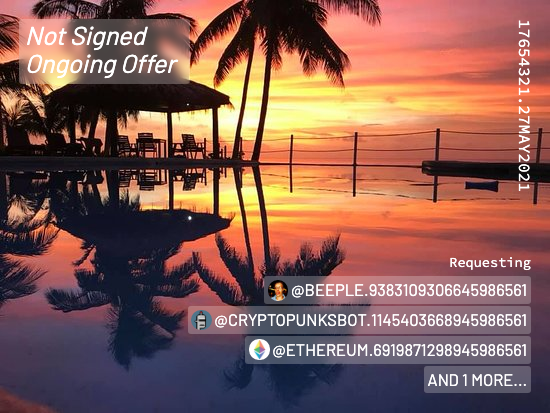 Not Signed
Ongoing Offer
17654321.27MAY2021
Requesting
@BEEPLE.9383109306645986561
@CRYPTOPUNKSBOT.1145403668945986561
@ETHEREUM.6919871298945986561
AND 1 MORE...